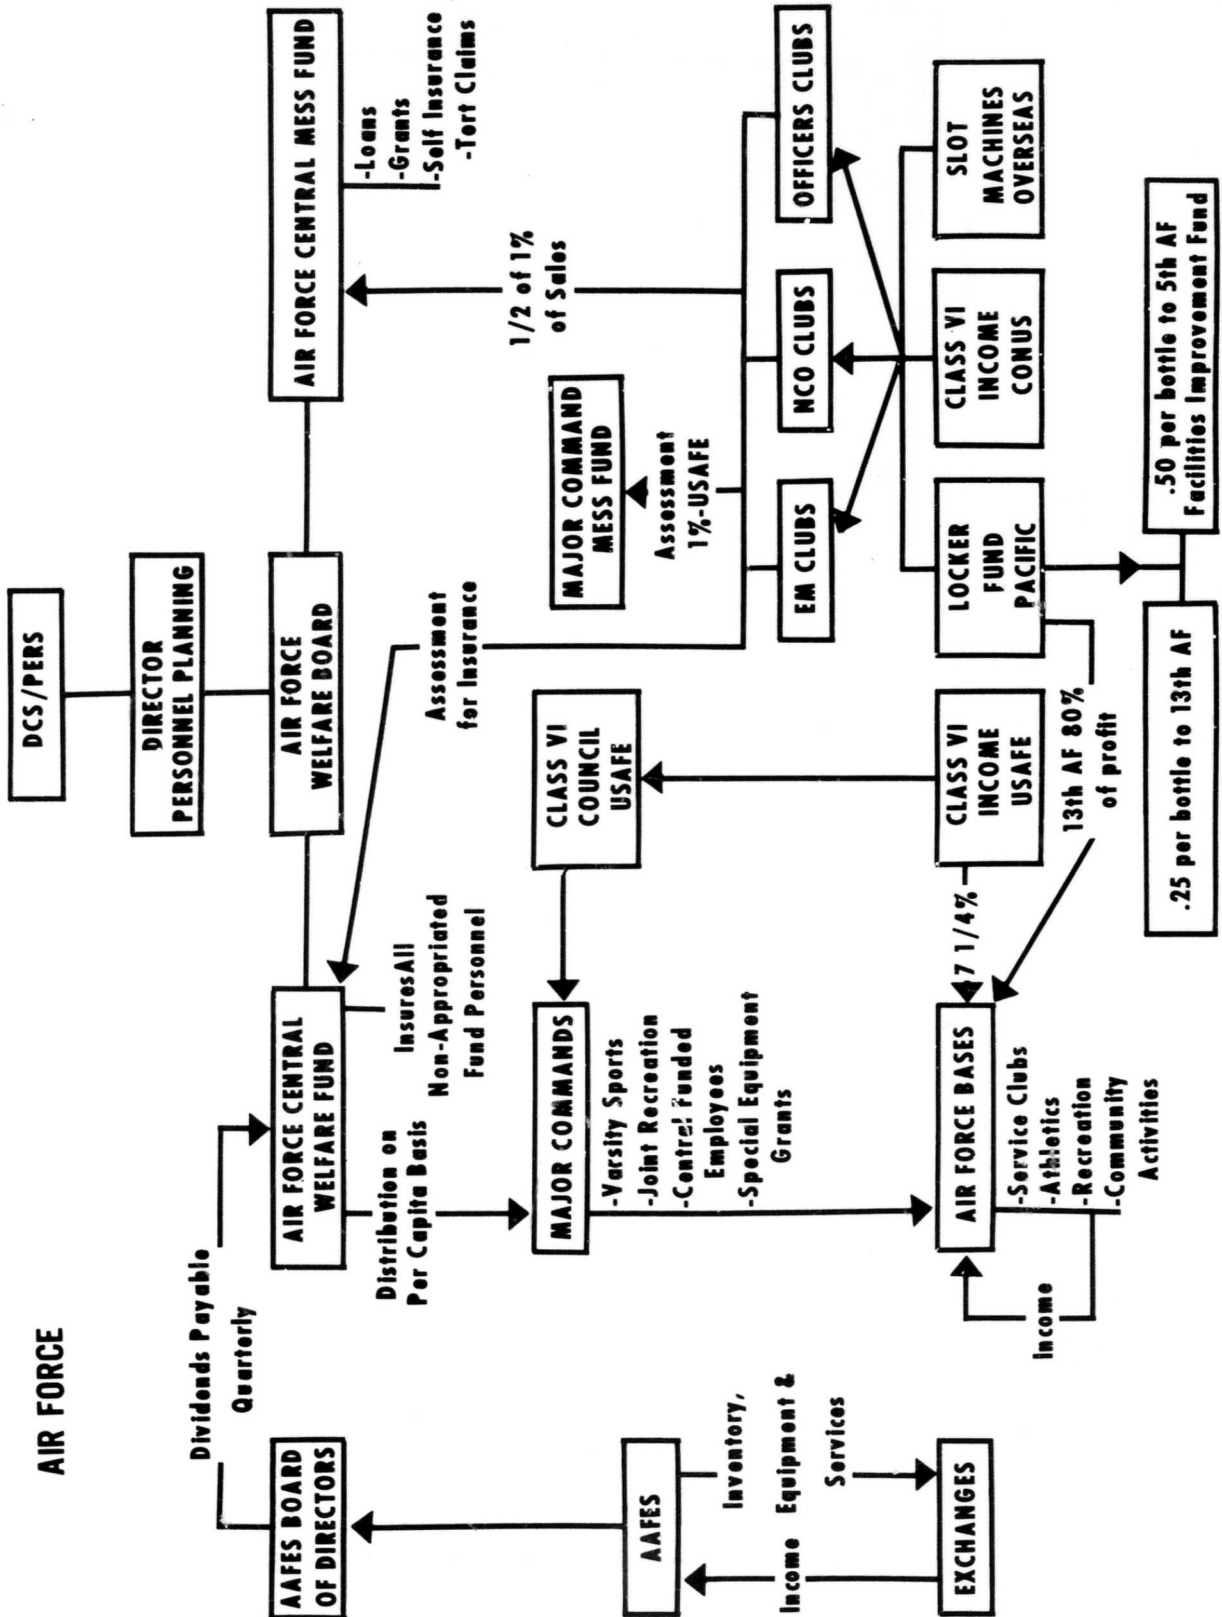 AIR FORCE
DCS/PERS
DIRECTOR
PERSONNEL PLANNING
AAFES BOARD
OF DIRECTORS
Dividends Payable
Quarterly
AIR FORCE CENTRAL
WELFARE FUND
AIR FORCE
WELFARE BOARD
AIR FORCE CENTRAL MESS FUND
InsuresAll
Non-Appropriated
Fund Personnel
-Loans
-Grants
-Self Insurance
-Tort Claims
Distribution on
Per Capita Basis
Assessment
for Insurance
1/2 of 1%
of Sales
AAFES
MAJOR COMMANDS
-Varsity Sports
-Joint Recreation
-Central Funded
Employees
-Special Equipment
Grants
CLASS VI
COUNCIL
USAFE
MAJOR COMMAND
MESS FUND
Assessment
1%-USAFE
EM CLUBS
NCO CLUBS
OFFICERS CLUBS
Inventory,
Income Equipment &
Services
EXCHANGES
AIR FORCE BASES
-Service Clubs
-Athletics
-Recreation
-Community
Activities
Income
7 1/4%
CLASS VI
INCOME
USAFE
LOCKER
FUND
PACIFIC
CLASS VI
INCOME
CONUS
SLOT
MACHINES
OVERSEAS
13th AF 80%
of profit
.25 per bottle to 13th AF
.50 per bottle to 5th AF
Facilities Improvement Fund